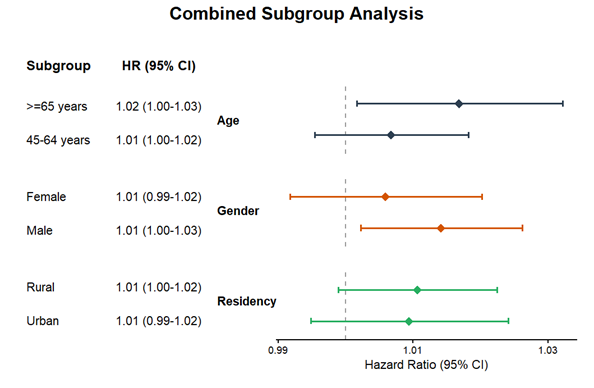 Combined Subgroup Analysis
Subgroup HR (95% CI)
>=65 years 1.02 (1.00-1.03)
Age
45-64 years 1.01 (1.00-1.02)
Female 1.01 (0.99-1.02)
Gender
Male 1.01 (1.00-1.03)
Rural 1.01 (1.00-1.02)
Residency
Urban 1.01 (0.99-1.02)
0.99 1.01 1.03
Hazard Ratio (95% CI)